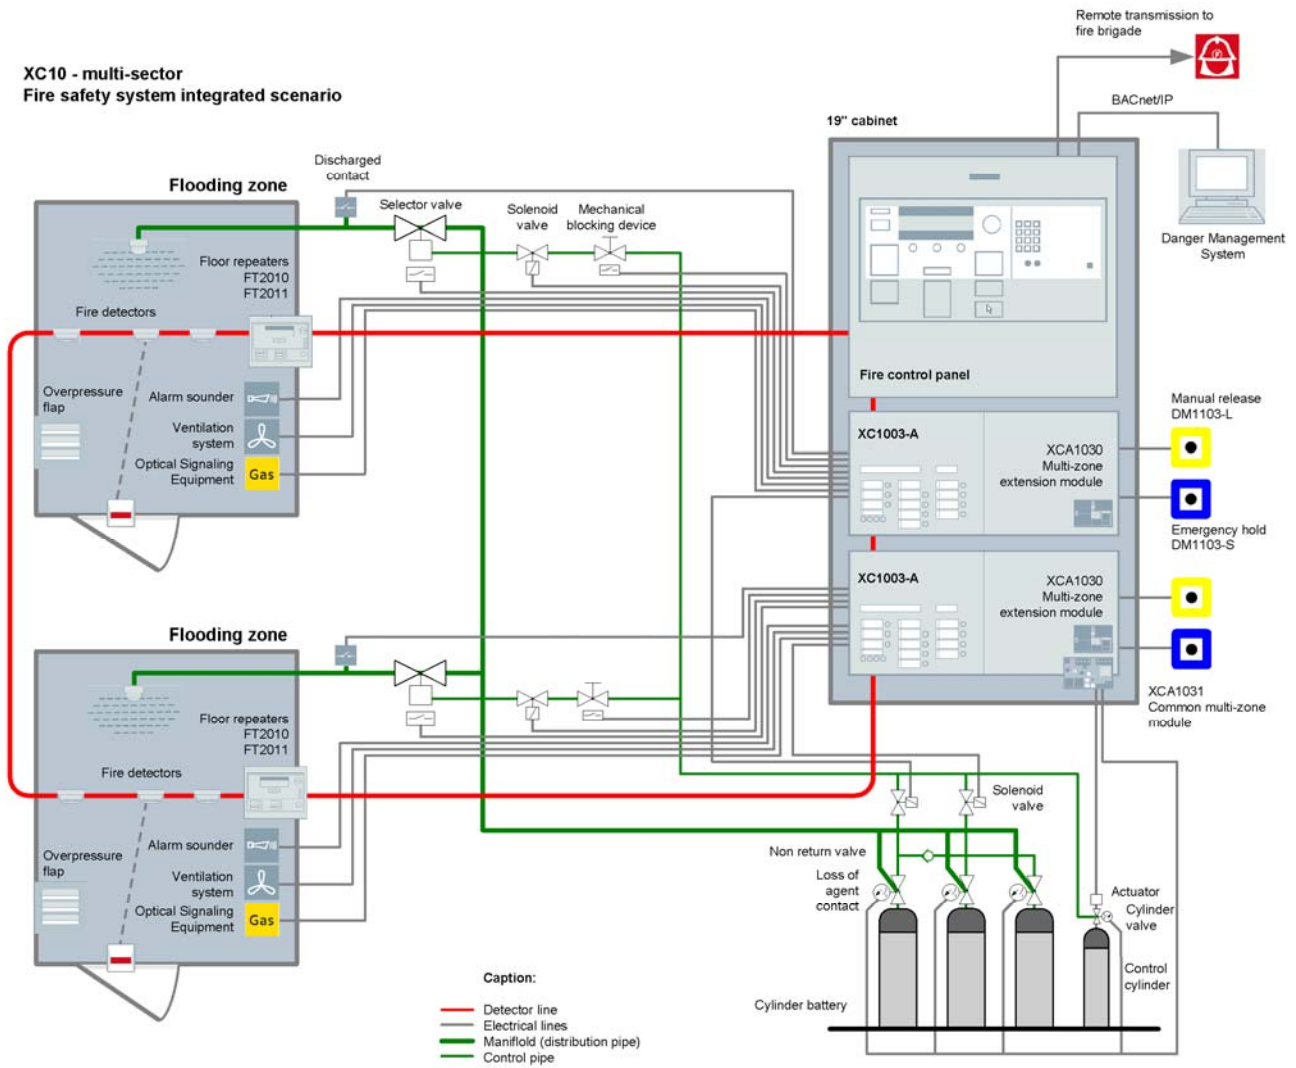 Remote transmission to
fire brigade
XC10 - multi-sector
Fire safety system integrated scenario
BACnet/IP
19" cabinet
Discharged
contact
Flooding zone
Selector valve
Solenoid
valve
Mechanical
blocking device
Danger Management
System
Floor repeaters
FT2010
FT2011
Fire detectors
Fire control panel
Overpressure
flap
Alarm sounder
Ventilation
system
Optical Signaling
Equipment
Gas
XC1003-A
XCA1030
Multi-zone
extension module
Manual release
DM1103-L
Emergency hold
DM1103-S
XC1003-A
XCA1030
Multi-zone
extension module
Flooding zone
XCA1031
Common multi-zone
module
Floor repeaters
FT2010
FT2011
Fire detectors
Solenoid
valve
Overpressure
flap
Alarm sounder
Ventilation
system
Optical Signaling
Equipment
Gas
Non return valve
Loss of
agent
contact
Actuator
Cylinder
valve
Control
cylinder
Cylinder battery
Caption:
Detector line
Electrical lines
Maniflold (distribution pipe)
Control pipe